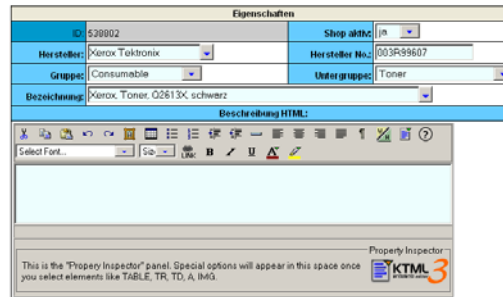 Eigenschaften
ID: 538802 Shop aktiv: ja
Hersteller: Xerox Tektronix Hersteller No.: 003R99607
Gruppe: Consumable Untergruppe: Toner
Bezeichnung: Xerox, Toner, Q2613X, schwarz
Beschreibung HTML:
Select Font... Size LINK B I U A
Property Inspector
This is the "Propery Inspector" panel. Special options will appear in this space once
you select elements like TABLE, TR, TD, A, IMG.
KTML 3